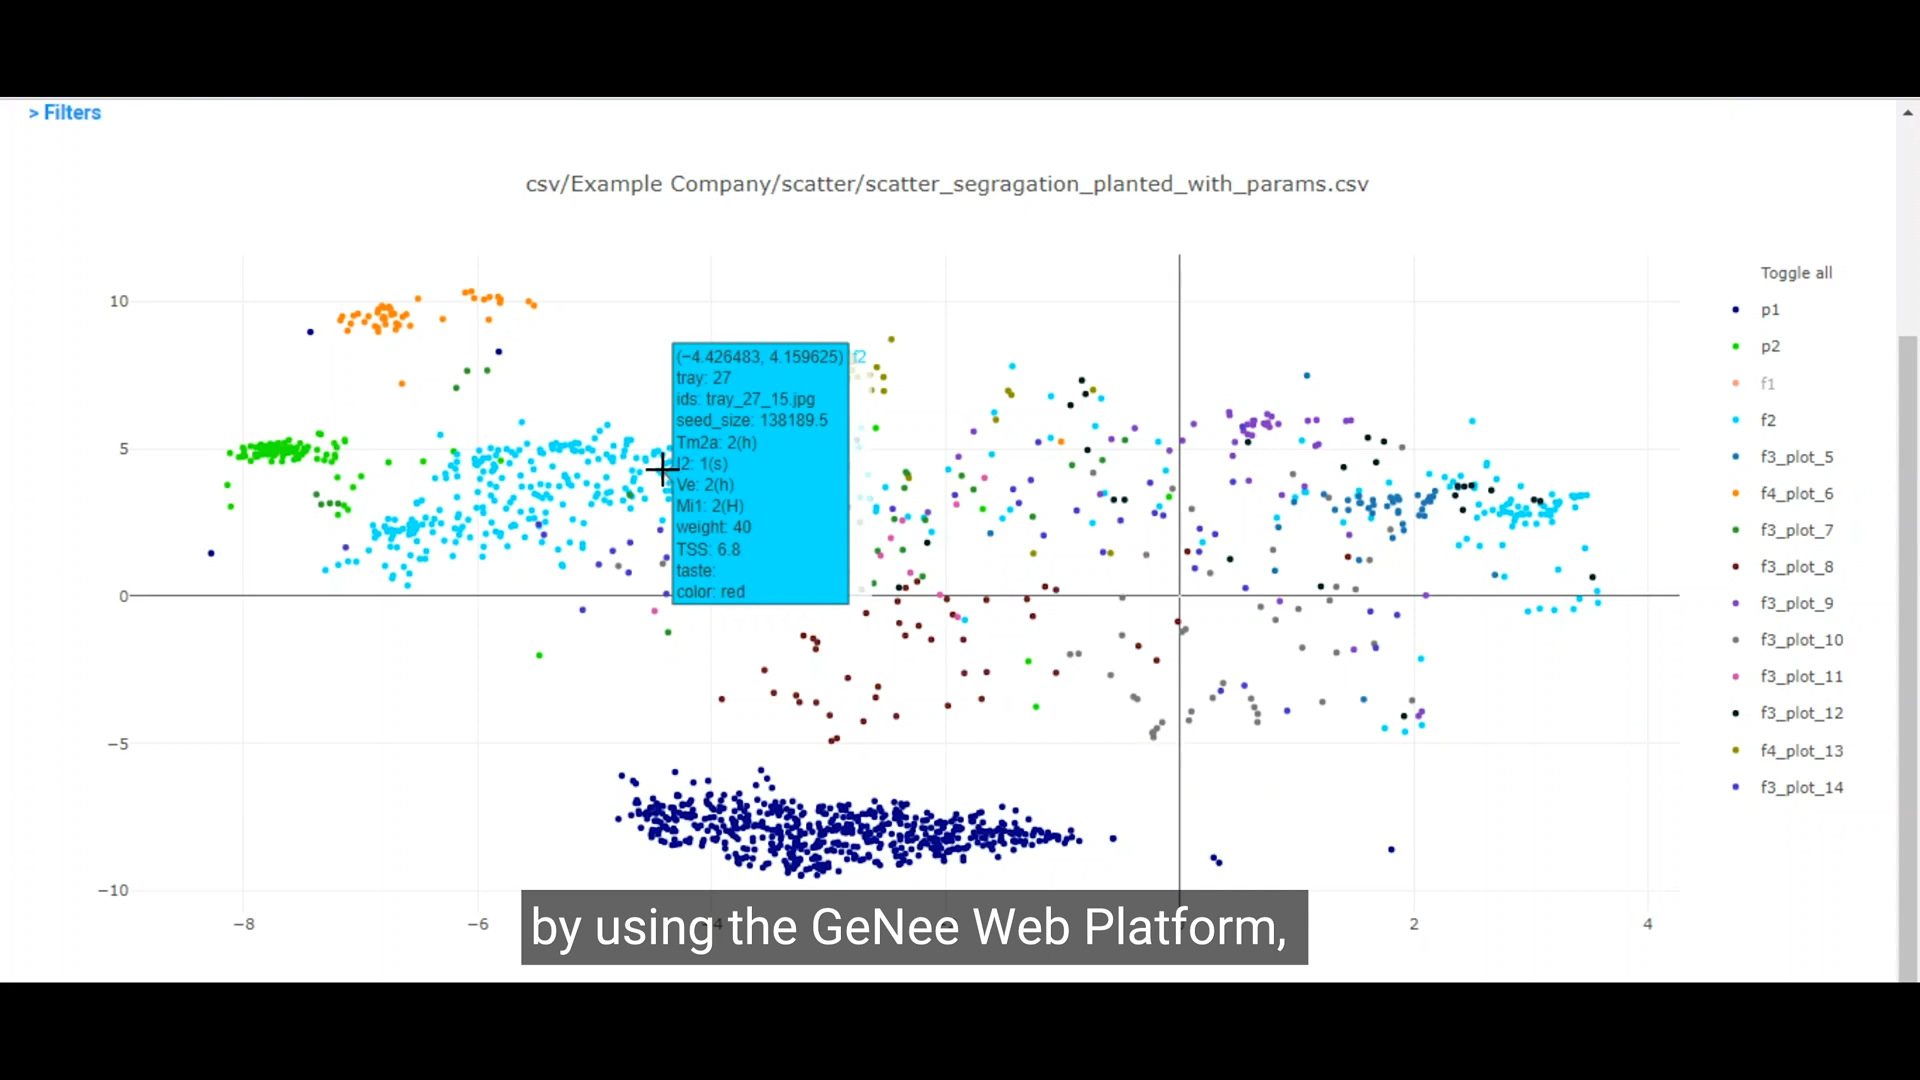 > Filters
csv/Example Company/scatter/scatter_segragation_planted_with_params.csv
10
5
0
−5
−10
−8
−6
2
4
(−4.426483, 4.159625) f2
tray: 27
ids: tray_27_15.jpg
seed_size: 138189.5
Tm2a: 2(h)
I2: 1(s)
Ve: 2(h)
Mi1: 2(H)
weight: 40
TSS: 6.8
taste:
color: red
Toggle all
p1
p2
f1
f2
f3_plot_5
f4_plot_6
f3_plot_7
f3_plot_8
f3_plot_9
f3_plot_10
f3_plot_11
f3_plot_12
f4_plot_13
f3_plot_14
by using the GeNee Web Platform,